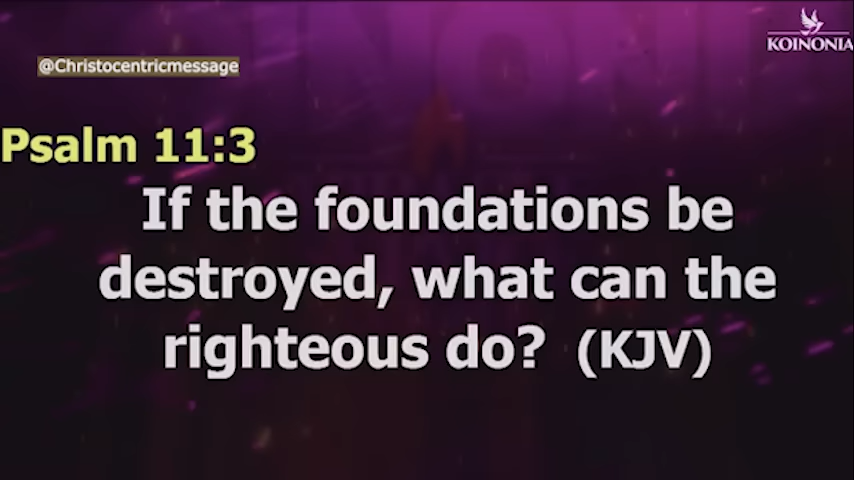 KOINONIA
@Christocentricmessage
Psalm 11:3
If the foundations be
destroyed, what can the
righteous do? (KJV)